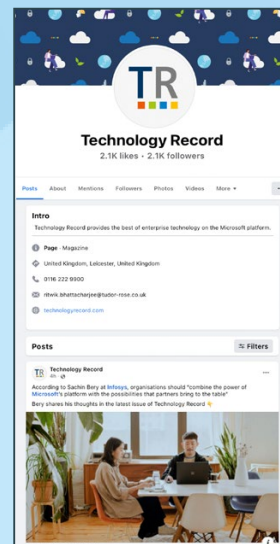 TR
Technology Record
2.1K likes • 2.1K followers
Posts About Mentions Followers Photos Videos More
Intro
Technology Record provides the best of enterprise technology on the Microsoft platform.
Page · Magazine
United Kingdom, Leicester, United Kingdom
0116 222 9900
ritwik.bhattacharjee@tudor-rose.co.uk
technologyrecord.com
Posts
Filters
TR
Technology Record
4h ·
According to Sachin Bery at Infosys, organisations should "combine the power of
Microsoft's platform with the possibilities that partners bring to the table"
Bery shares his thoughts in the latest issue of Technology Record